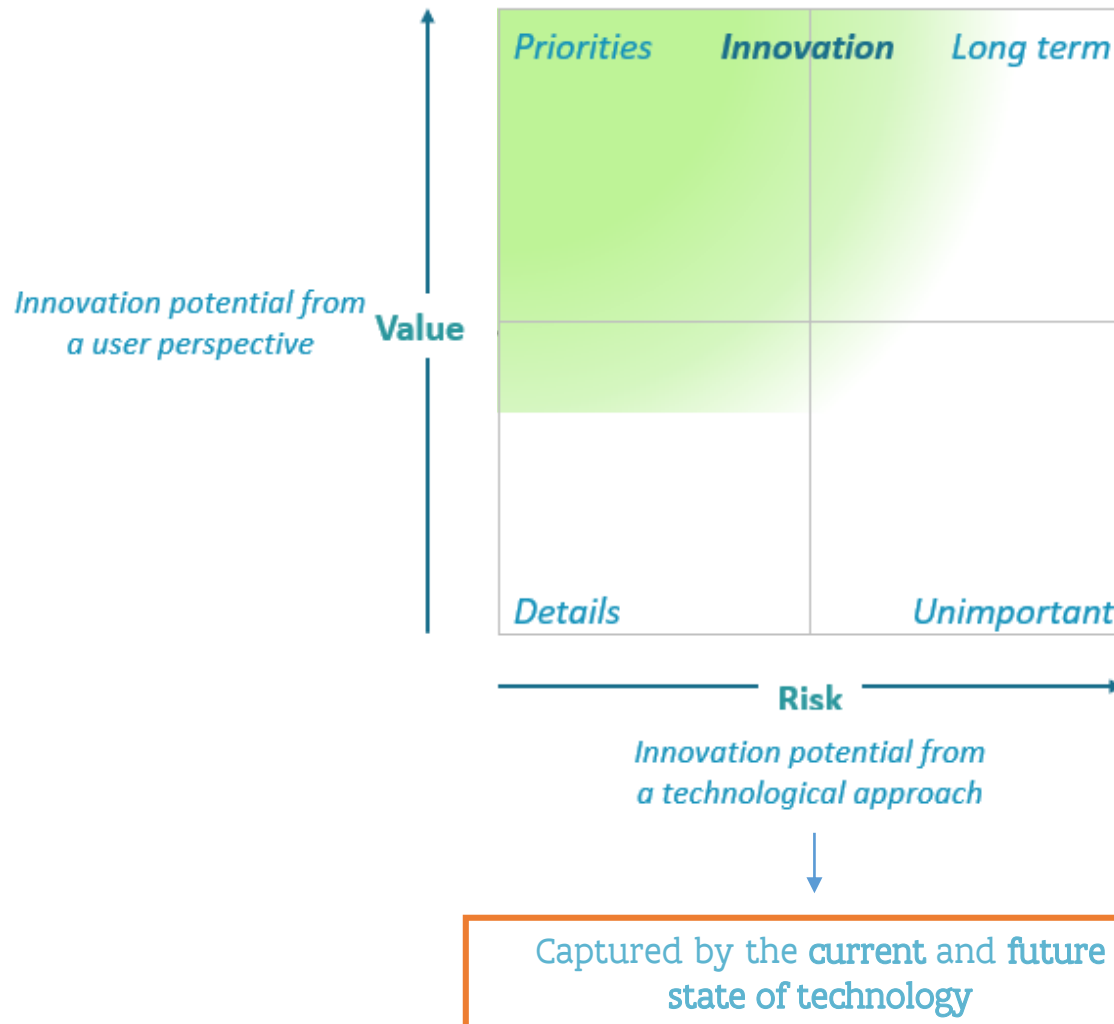 Priorities
Innovation
Long term
Innovation potential from
a user perspective
Value
Details
Unimportant
Risk
Innovation potential from
a technological approach
Captured by the current and future
state of technology